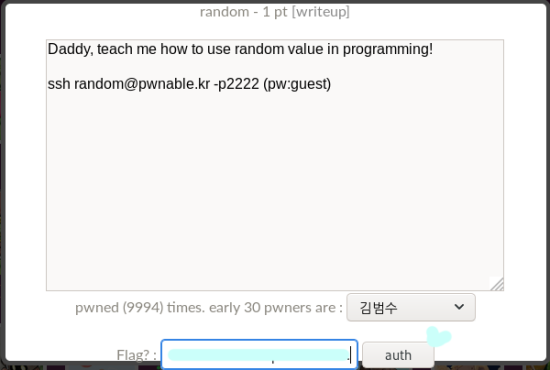 random - 1 pt [writeup]
Daddy, teach me how to use random value in programming!
ssh random@pwnable.kr -p2222 (pw:guest)
pwned (9994) times. early 30 pwners are : 김범수
Flag? : auth